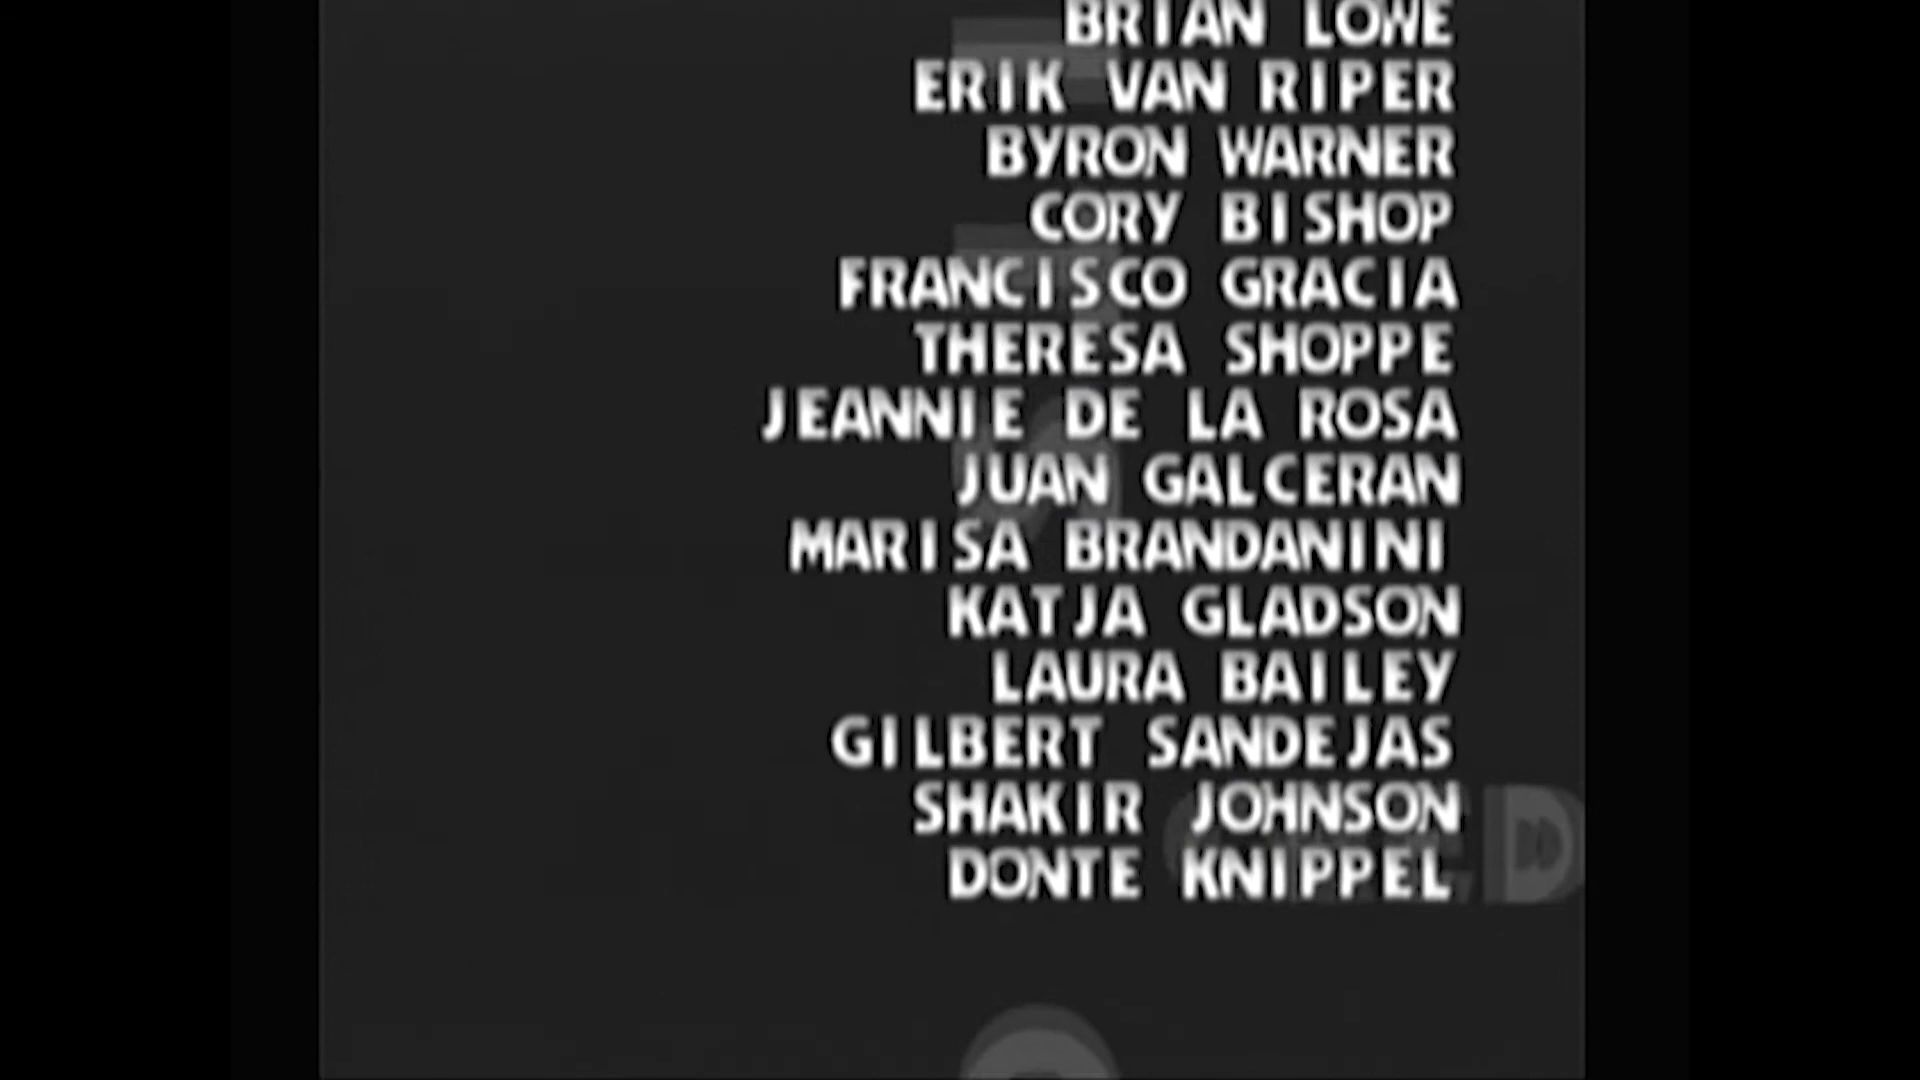 BRIAN LOWE
ERIK VAN RIPER
BYRON WARNER
CORY BISHOP
FRANCISCO GRACIA
THERESA SHOPPE
JEANNIE DE LA ROSA
JUAN GALCERAN
MARISA BRANDANINI
KATJA GLADSON
LAURA BAILEY
GILBERT SANDEJAS
SHAKIR JOHNSON
DONTE KNIPPEL